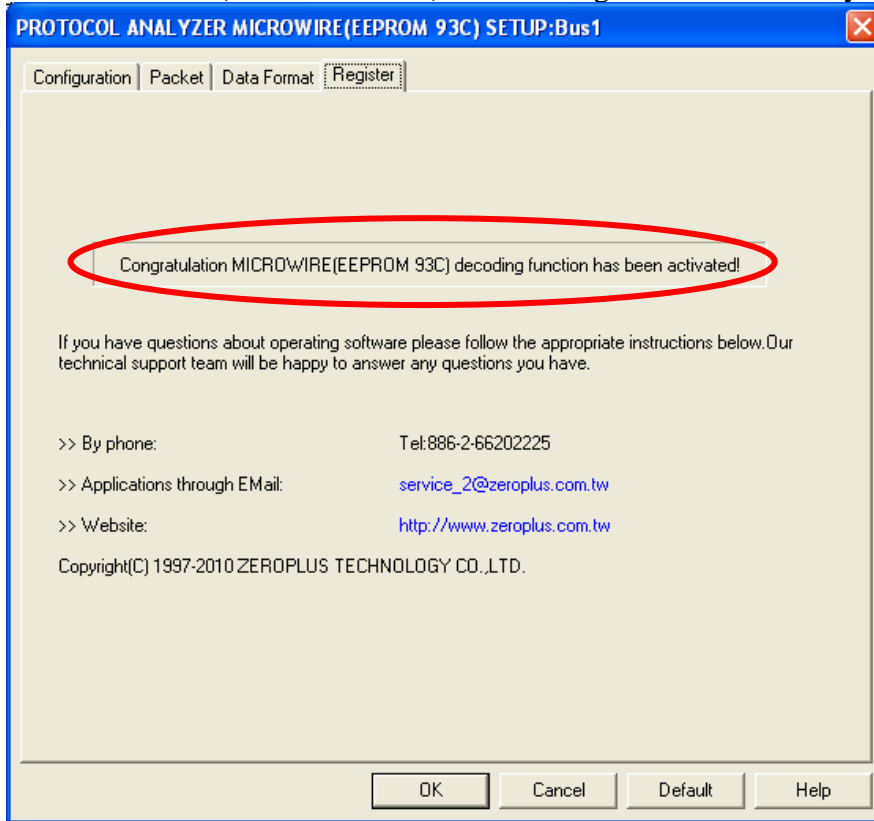 PROTOCOL ANALYZER MICROWIRE(EEPROM 93C) SETUP:Bus1
Configuration Packet Data Format Register
Congratulation MICROWIRE(EEPROM 93C) decoding function has been activated!
If you have questions about operating software please follow the appropriate instructions below.Our
technical support team will be happy to answer any questions you have.
>> By phone: Tel:886-2-66202225
>> Applications through EMail: service_2@zeroplus.com.tw
>> Website: http://www.zeroplus.com.tw
Copyright(C) 1997-2010 ZEROPLUS TECHNOLOGY CO.,LTD.
OK Cancel Default Help